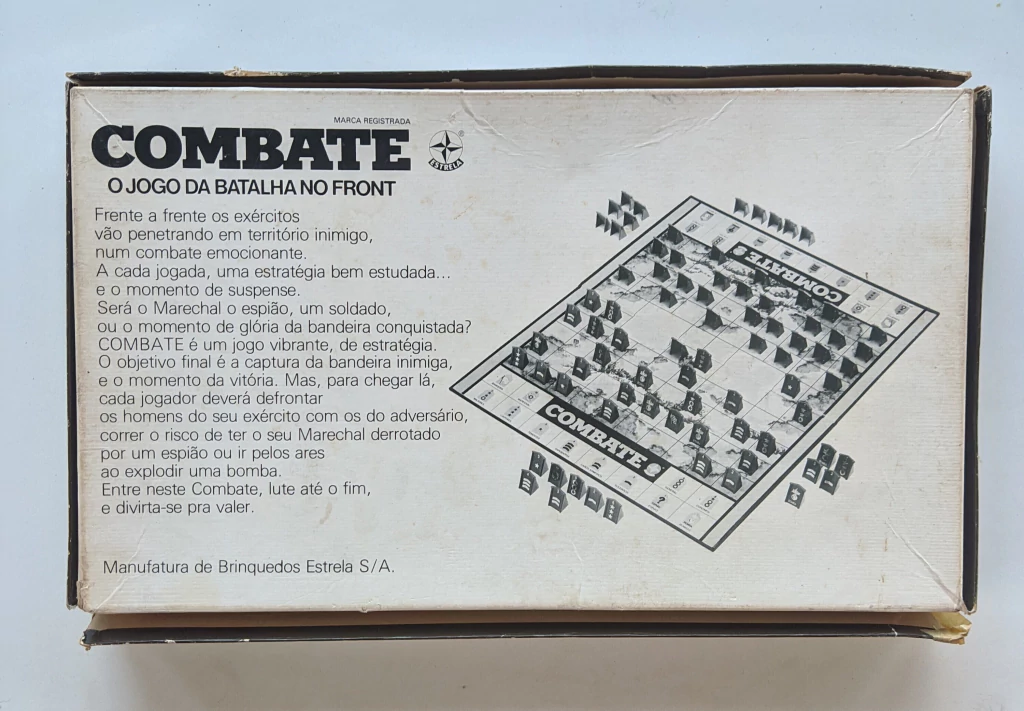 MARCA REGISTRADA
COMBATE
ESTRELA
®
O JOGO DA BATALHA NO FRONT
Frente a frente os exércitos
vão penetrando em território inimigo,
num combate emocionante.
A cada jogada, uma estratégia bem estudada...
e o momento de suspense.
Será o Marechal o espião, um soldado,
ou o momento de glória da bandeira conquistada?
COMBATE é um jogo vibrante, de estratégia.
O objetivo final é a captura da bandeira inimiga,
e o momento da vitória. Mas, para chegar lá,
cada jogador deverá defrontar
os homens do seu exército com os do adversário,
correr o risco de ter o seu Marechal derrotado
por um espião ou ir pelos ares
ao explodir uma bomba.
Entre neste Combate, lute até o fim,
e divirta-se pra valer.
Manufatura de Brinquedos Estrela S/A.
COMBATE
COMBATE